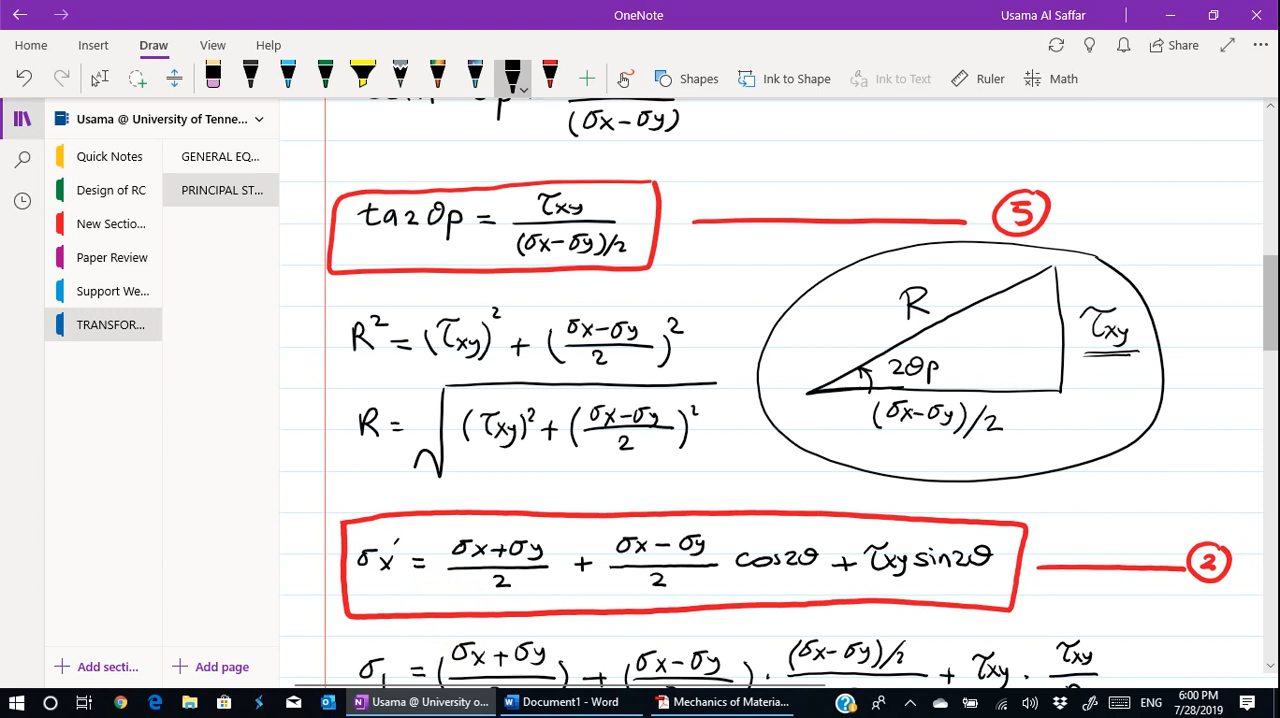 OneNote
Usama Al Saffar
Home Insert Draw View Help
Share
Shapes
Ink to Shape
Ink to Text
Ruler
Math
Usama @ University of Tenne...
Quick Notes
Design of RC
New Sectio...
Paper Review
Support We...
TRANSFOR...
GENERAL EQ...
PRINCIPAL ST...
Add secti...
Add page
(σx-σy)
ta2θp = τxy / (σx-σy)/2
5
R² = (τxy)² + ((σx-σy)/2)²
R = √((τxy)² + ((σx-σy)/2)²)
R
τxy
2θp
(σx-σy)/2
σx' = (σx+σy)/2 + (σx-σy)/2 cos2θ + τxy sin2θ
2
σ1 = (σx+σy) + (σx-σy) . (σx-σy)/2 + τxy . τxy
Usama @ University o...
Document1 - Word
Mechanics of Materia...
ENG
6:00 PM
7/28/2019